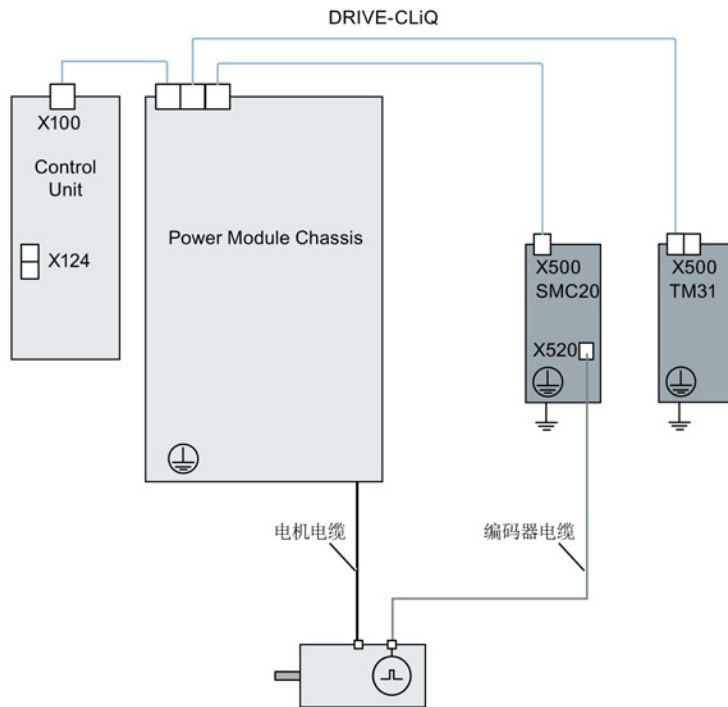 DRIVE-CLiQ
X100
Control
Unit
X124
Power Module Chassis
X500
SMC20
X520
X500
TM31
电机电缆
编码器电缆